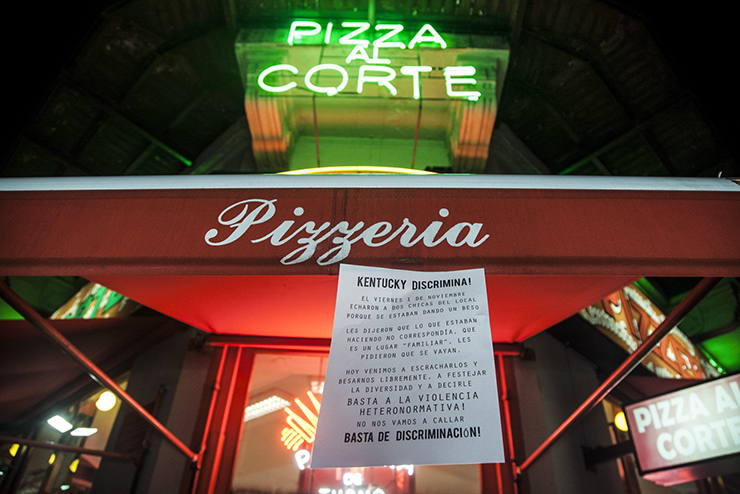 PIZZA
AL
CORTE
Pizzeria
KENTUCKY DISCRIMINA!
EL VIERNES 1 DE NOVIEMBRE
ECHARON A DOS CHICAS DEL LOCAL
PORQUE SE ESTABAN DANDO UN BESO
LES DIJERON QUE LO QUE ESTABAN
HACIENDO NO CORRESPONDÍA, QUE
ES UN LUGAR "FAMILIAR", LES
PIDIERON QUE SE VAYAN.
HOY VENIMOS A ESCRACHARLOS Y
BESARNOS LIBREMENTE, A FESTEJAR
LA DIVERSIDAD Y A DECIRLE
BASTA A LA VIOLENCIA
HETERONORMATIVA!
NO NOS VAMOS A CALLAR
BASTA DE DISCRIMINACIÓN!
PIZZA AL
CORTE